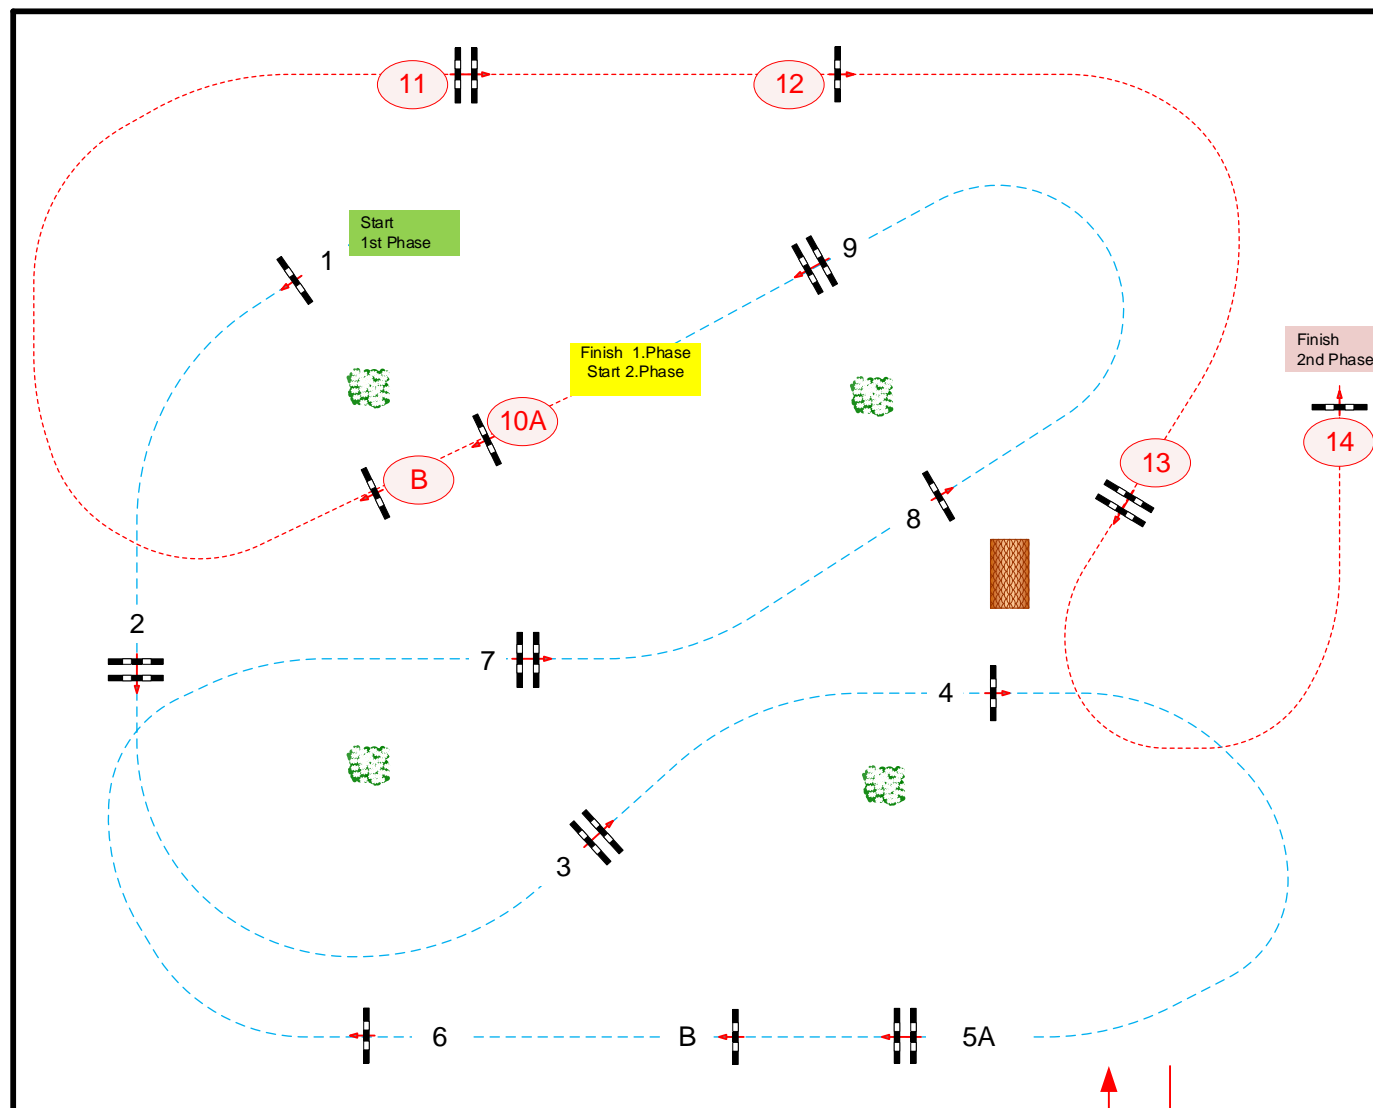 11
12
Start
1st Phase
1
9
Finish 1.Phase
Start 2.Phase
Finish
2nd Phase
10A
14
13
B
8
2
7
4
3
6
B
5A